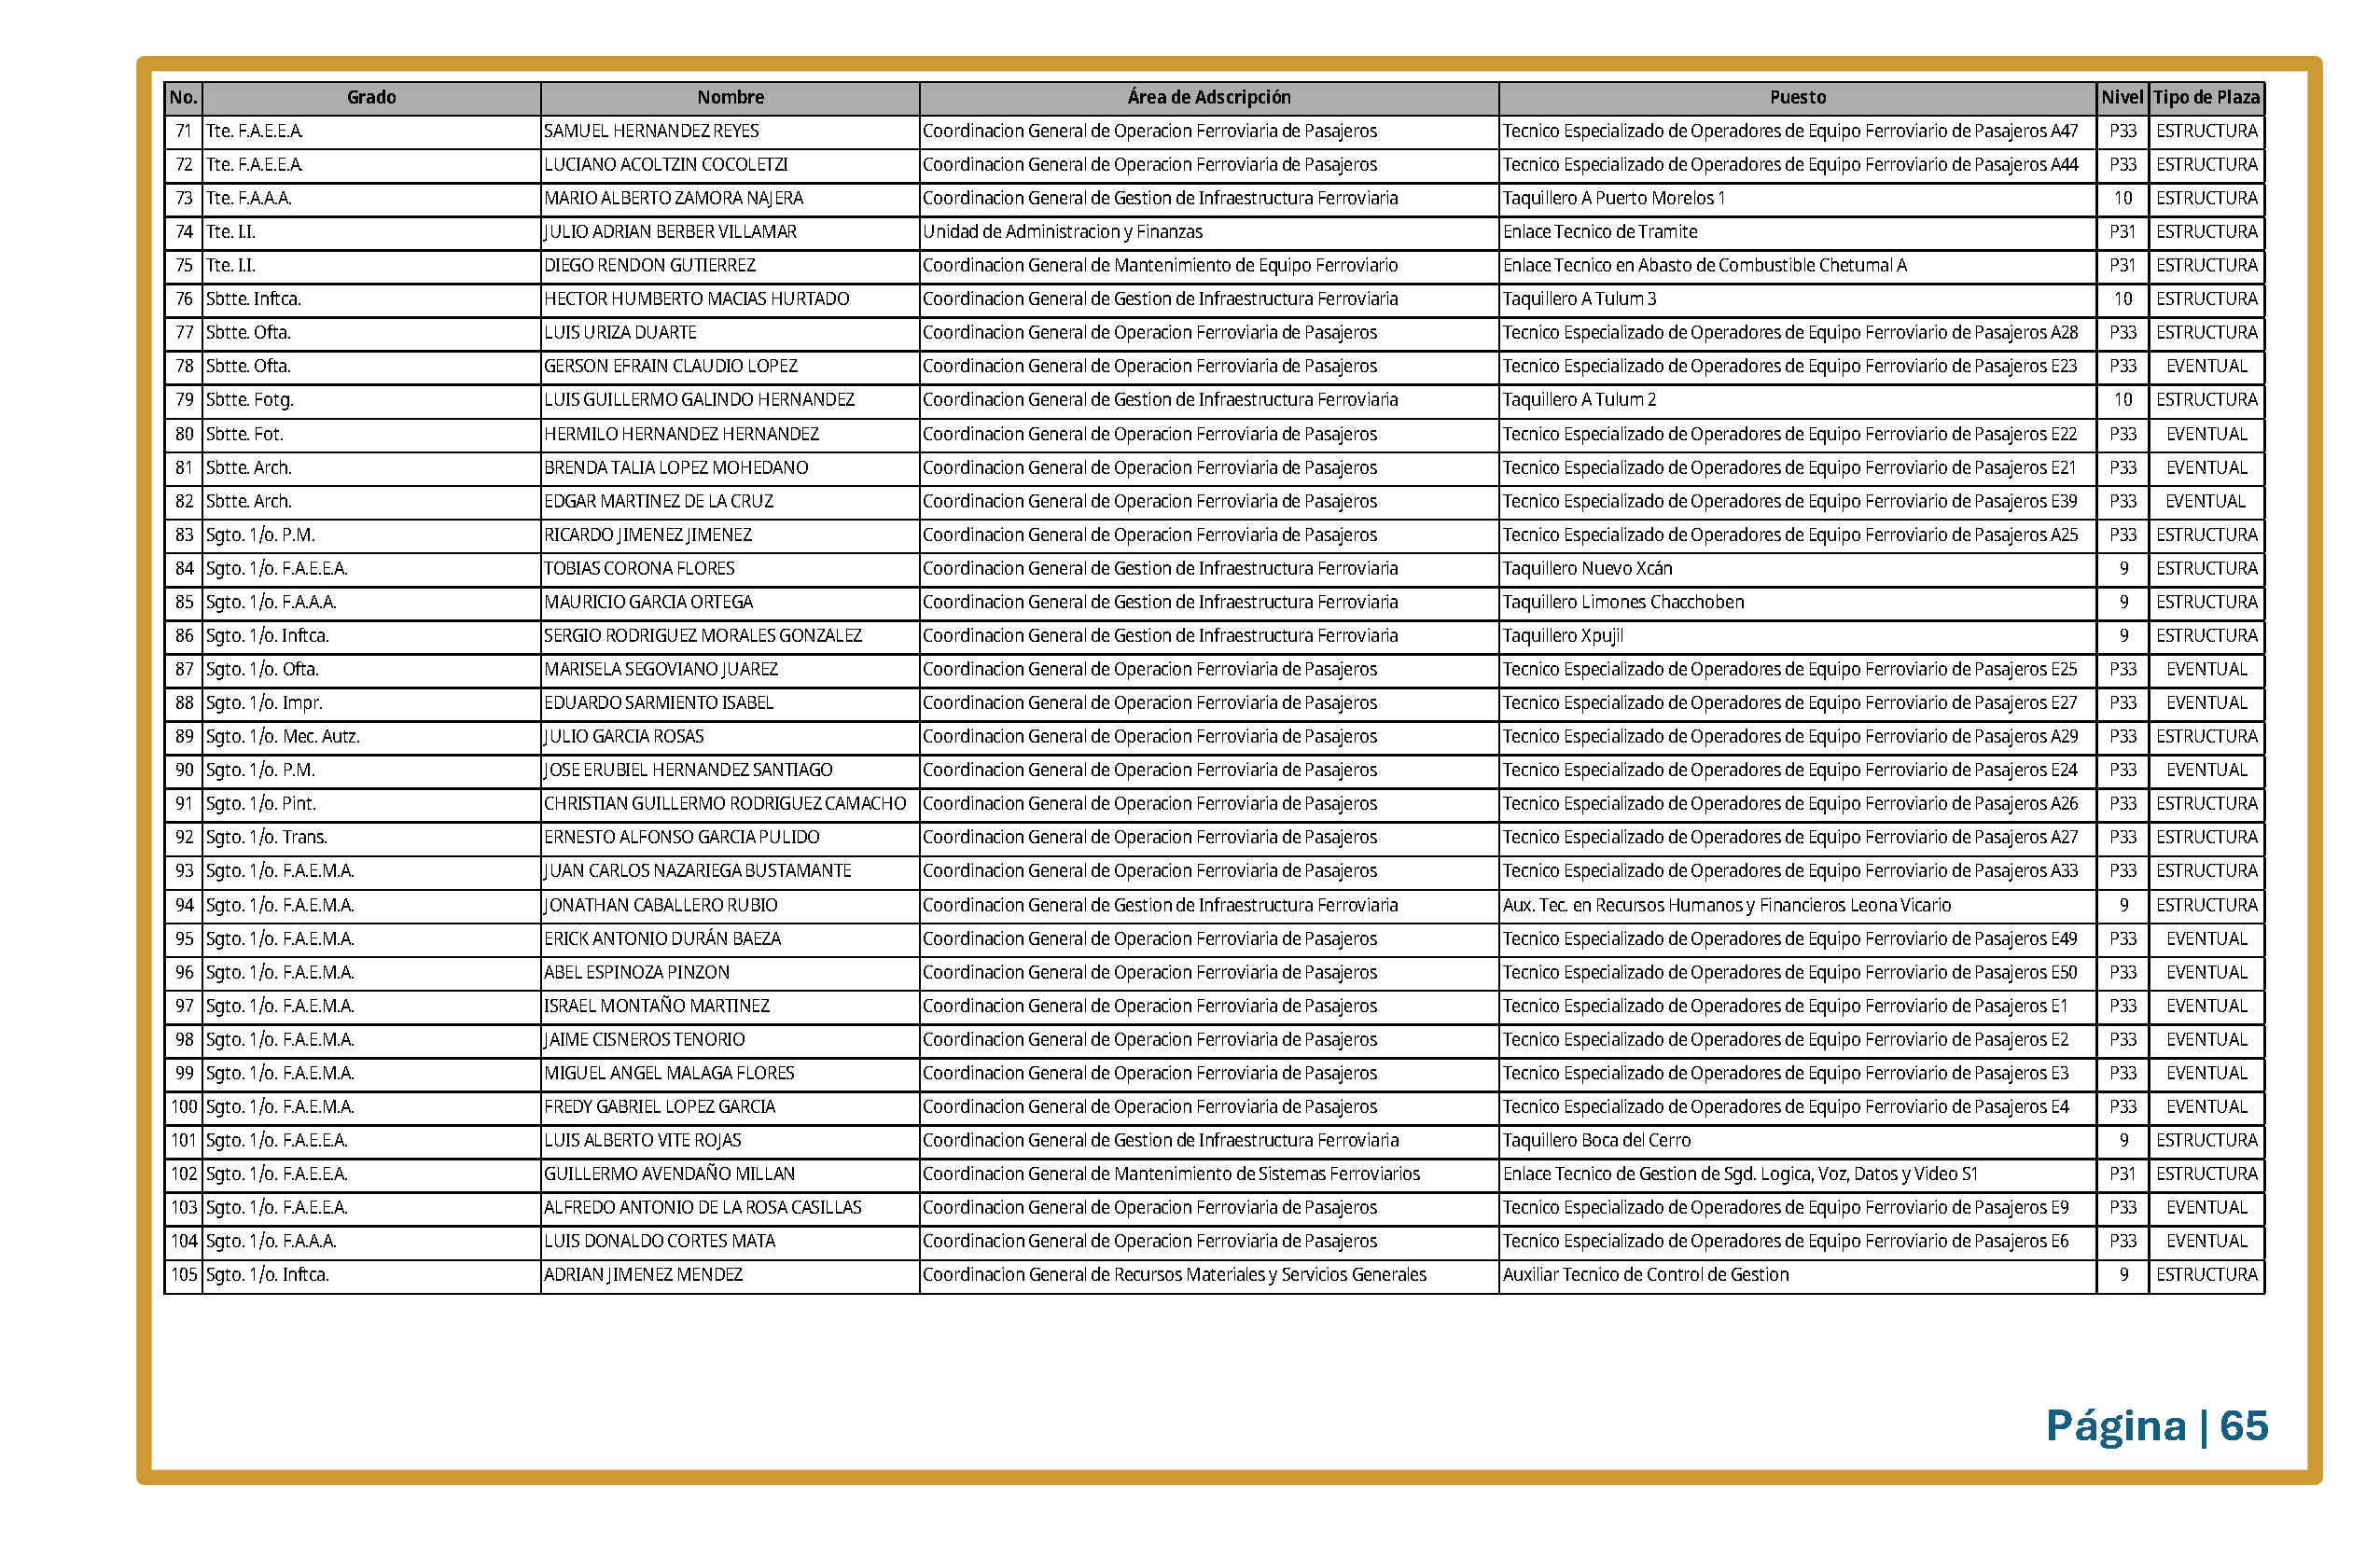 No. Grado Nombre Área de Adscripción Puesto Nivel Tipo de Plaza
71 Tte. F.A.E.E.A. SAMUEL HERNANDEZ REYES Coordinacion General de Operacion Ferroviaria de Pasajeros Tecnico Especializado de Operadores de Equipo Ferroviario de Pasajeros A47 P33 ESTRUCTURA
72 Tte. F.A.E.E.A. LUCIANO ACOLTZIN COCOLETZI Coordinacion General de Operacion Ferroviaria de Pasajeros Tecnico Especializado de Operadores de Equipo Ferroviario de Pasajeros A44 P33 ESTRUCTURA
73 Tte. F.A.A.A. MARIO ALBERTO ZAMORA NAJERA Coordinacion General de Gestion de Infraestructura Ferroviaria Taquillero A Puerto Morelos 1 10 ESTRUCTURA
74 Tte. I.I. JULIO ADRIAN BERBER VILLAMAR Unidad de Administracion y Finanzas Enlace Tecnico de Tramite P31 ESTRUCTURA
75 Tte. I.I. DIEGO RENDON GUTIERREZ Coordinacion General de Mantenimiento de Equipo Ferroviario Enlace Tecnico en Abasto de Combustible Chetumal A P31 ESTRUCTURA
76 Sbtte. Inftca. HECTOR HUMBERTO MACIAS HURTADO Coordinacion General de Gestion de Infraestructura Ferroviaria Taquillero A Tulum 3 10 ESTRUCTURA
77 Sbtte. Ofta. LUIS URIZA DUARTE Coordinacion General de Operacion Ferroviaria de Pasajeros Tecnico Especializado de Operadores de Equipo Ferroviario de Pasajeros A28 P33 ESTRUCTURA
78 Sbtte. Ofta. GERSON EFRAIN CLAUDIO LOPEZ Coordinacion General de Operacion Ferroviaria de Pasajeros Tecnico Especializado de Operadores de Equipo Ferroviario de Pasajeros E23 P33 EVENTUAL
79 Sbtte. Fotg. LUIS GUILLERMO GALINDO HERNANDEZ Coordinacion General de Gestion de Infraestructura Ferroviaria Taquillero A Tulum 2 10 ESTRUCTURA
80 Sbtte. Fot. HERMILO HERNANDEZ HERNANDEZ Coordinacion General de Operacion Ferroviaria de Pasajeros Tecnico Especializado de Operadores de Equipo Ferroviario de Pasajeros E22 P33 EVENTUAL
81 Sbtte. Arch. BRENDA TALIA LOPEZ MOHEDANO Coordinacion General de Operacion Ferroviaria de Pasajeros Tecnico Especializado de Operadores de Equipo Ferroviario de Pasajeros E21 P33 EVENTUAL
82 Sbtte. Arch. EDGAR MARTINEZ DE LA CRUZ Coordinacion General de Operacion Ferroviaria de Pasajeros Tecnico Especializado de Operadores de Equipo Ferroviario de Pasajeros E39 P33 EVENTUAL
83 Sgto. 1/o. P.M. RICARDO JIMENEZ JIMENEZ Coordinacion General de Operacion Ferroviaria de Pasajeros Tecnico Especializado de Operadores de Equipo Ferroviario de Pasajeros A25 P33 ESTRUCTURA
84 Sgto. 1/o. F.A.E.E.A. TOBIAS CORONA FLORES Coordinacion General de Gestion de Infraestructura Ferroviaria Taquillero Nuevo Xcán 9 ESTRUCTURA
85 Sgto. 1/o. F.A.A.A. MAURICIO GARCIA ORTEGA Coordinacion General de Gestion de Infraestructura Ferroviaria Taquillero Limones Chacchoben 9 ESTRUCTURA
86 Sgto. 1/o. Inftca. SERGIO RODRIGUEZ MORALES GONZALEZ Coordinacion General de Gestion de Infraestructura Ferroviaria Taquillero Xpujil 9 ESTRUCTURA
87 Sgto. 1/o. Ofta. MARISELA SEGOVIANO JUAREZ Coordinacion General de Operacion Ferroviaria de Pasajeros Tecnico Especializado de Operadores de Equipo Ferroviario de Pasajeros E25 P33 EVENTUAL
88 Sgto. 1/o. Impr. EDUARDO SARMIENTO ISABEL Coordinacion General de Operacion Ferroviaria de Pasajeros Tecnico Especializado de Operadores de Equipo Ferroviario de Pasajeros E27 P33 EVENTUAL
89 Sgto. 1/o. Mec. Autz. JULIO GARCIA ROSAS Coordinacion General de Operacion Ferroviaria de Pasajeros Tecnico Especializado de Operadores de Equipo Ferroviario de Pasajeros A29 P33 ESTRUCTURA
90 Sgto. 1/o. P.M. JOSE ERUBIEL HERNANDEZ SANTIAGO Coordinacion General de Operacion Ferroviaria de Pasajeros Tecnico Especializado de Operadores de Equipo Ferroviario de Pasajeros E24 P33 EVENTUAL
91 Sgto. 1/o. Pint. CHRISTIAN GUILLERMO RODRIGUEZ CAMACHO Coordinacion General de Operacion Ferroviaria de Pasajeros Tecnico Especializado de Operadores de Equipo Ferroviario de Pasajeros A26 P33 ESTRUCTURA
92 Sgto. 1/o. Trans. ERNESTO ALFONSO GARCIA PULIDO Coordinacion General de Operacion Ferroviaria de Pasajeros Tecnico Especializado de Operadores de Equipo Ferroviario de Pasajeros A27 P33 ESTRUCTURA
93 Sgto. 1/o. F.A.E.M.A. JUAN CARLOS NAZARIEGA BUSTAMANTE Coordinacion General de Operacion Ferroviaria de Pasajeros Tecnico Especializado de Operadores de Equipo Ferroviario de Pasajeros A33 P33 ESTRUCTURA
94 Sgto. 1/o. F.A.E.M.A. JONATHAN CABALLERO RUBIO Coordinacion General de Gestion de Infraestructura Ferroviaria Aux. Tec. en Recursos Humanos y Financieros Leona Vicario 9 ESTRUCTURA
95 Sgto. 1/o. F.A.E.M.A. ERICK ANTONIO DURÁN BAEZA Coordinacion General de Operacion Ferroviaria de Pasajeros Tecnico Especializado de Operadores de Equipo Ferroviario de Pasajeros E49 P33 EVENTUAL
96 Sgto. 1/o. F.A.E.M.A. ABEL ESPINOZA PINZON Coordinacion General de Operacion Ferroviaria de Pasajeros Tecnico Especializado de Operadores de Equipo Ferroviario de Pasajeros E50 P33 EVENTUAL
97 Sgto. 1/o. F.A.E.M.A. ISRAEL MONTAÑO MARTINEZ Coordinacion General de Operacion Ferroviaria de Pasajeros Tecnico Especializado de Operadores de Equipo Ferroviario de Pasajeros E1 P33 EVENTUAL
98 Sgto. 1/o. F.A.E.M.A. JAIME CISNEROS TENORIO Coordinacion General de Operacion Ferroviaria de Pasajeros Tecnico Especializado de Operadores de Equipo Ferroviario de Pasajeros E2 P33 EVENTUAL
99 Sgto. 1/o. F.A.E.M.A. MIGUEL ANGEL MALAGA FLORES Coordinacion General de Operacion Ferroviaria de Pasajeros Tecnico Especializado de Operadores de Equipo Ferroviario de Pasajeros E3 P33 EVENTUAL
100 Sgto. 1/o. F.A.E.M.A. FREDY GABRIEL LOPEZ GARCIA Coordinacion General de Operacion Ferroviaria de Pasajeros Tecnico Especializado de Operadores de Equipo Ferroviario de Pasajeros E4 P33 EVENTUAL
101 Sgto. 1/o. F.A.E.E.A. LUIS ALBERTO VITE ROJAS Coordinacion General de Gestion de Infraestructura Ferroviaria Taquillero Boca del Cerro 9 ESTRUCTURA
102 Sgto. 1/o. F.A.E.E.A. GUILLERMO AVENDAÑO MILLAN Coordinacion General de Mantenimiento de Sistemas Ferroviarios Enlace Tecnico de Gestion de Sgd. Logica, Voz, Datos y Video S1 P31 ESTRUCTURA
103 Sgto. 1/o. F.A.E.E.A. ALFREDO ANTONIO DE LA ROSA CASILLAS Coordinacion General de Operacion Ferroviaria de Pasajeros Tecnico Especializado de Operadores de Equipo Ferroviario de Pasajeros E9 P33 EVENTUAL
104 Sgto. 1/o. F.A.A.A. LUIS DONALDO CORTES MATA Coordinacion General de Operacion Ferroviaria de Pasajeros Tecnico Especializado de Operadores de Equipo Ferroviario de Pasajeros E6 P33 EVENTUAL
105 Sgto. 1/o. Inftca. ADRIAN JIMENEZ MENDEZ Coordinacion General de Recursos Materiales y Servicios Generales Auxiliar Tecnico de Control de Gestion 9 ESTRUCTURA
Página | 65